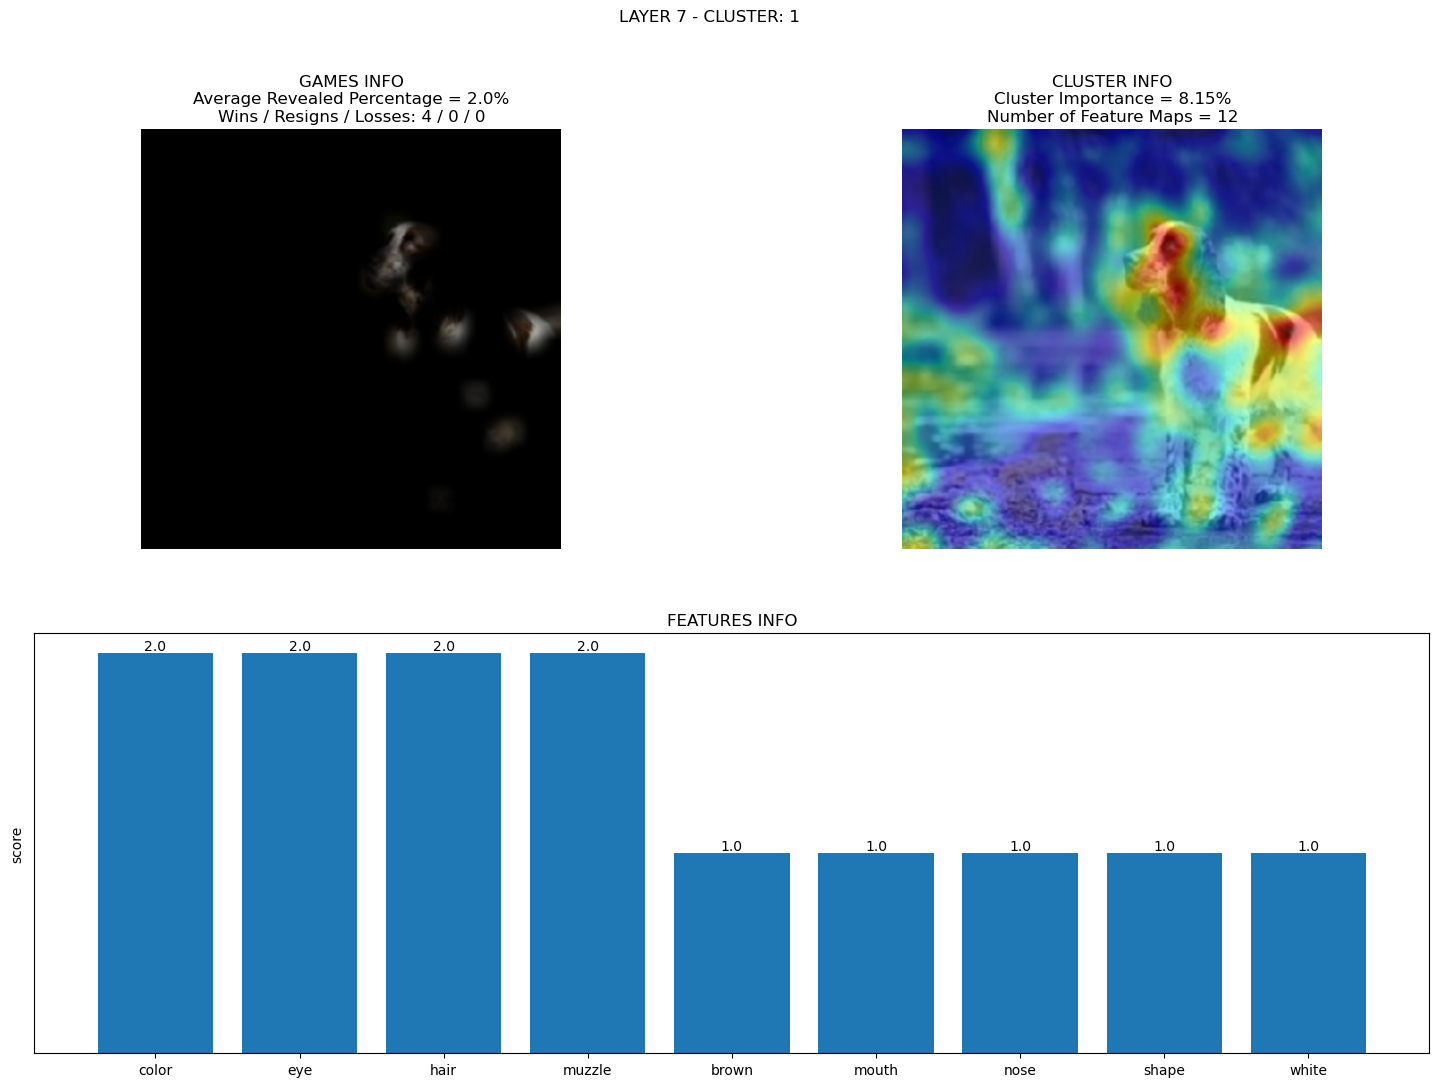 LAYER 7 - CLUSTER: 1
GAMES INFO
Average Revealed Percentage = 2.0%
Wins / Resigns / Losses: 4 / 0 / 0
CLUSTER INFO
Cluster Importance = 8.15%
Number of Feature Maps = 12
FEATURES INFO
score
2.0 2.0 2.0 2.0 1.0 1.0 1.0 1.0 1.0
color eye hair muzzle brown mouth nose shape white